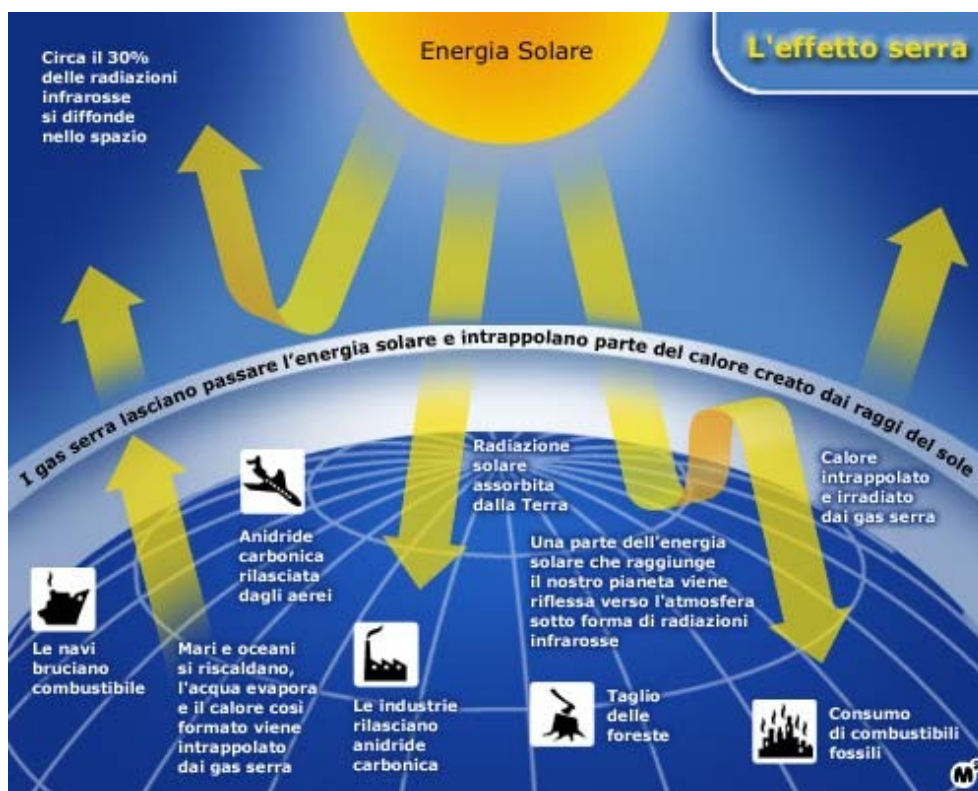 Energia Solare
L'effetto serra
Circa il 30%
delle radiazioni
infrarosse
si diffonde
nello spazio
I gas serra lasciano passare l'energia solare e intrappolano parte del calore creato dai raggi del sole
Radiazione
solare
assorbita
dalla Terra
Calore
intrappolato
e irradiato
dai gas serra
Anidride
carbonica
rilasciata
dagli aerei
Una parte dell'energia
solare che raggiunge
il nostro pianeta viene
riflessa verso l'atmosfera
sotto forma di radiazioni
infrarosse
Le navi
bruciano
combustibile
Mari e oceani
si riscaldano,
l'acqua evapora
e il calore così
formato viene
intrappolato
dai gas serra
Le industrie
rilasciano
anidride
carbonica
Taglio
delle
foreste
Consumo
di combustibili
fossili
M